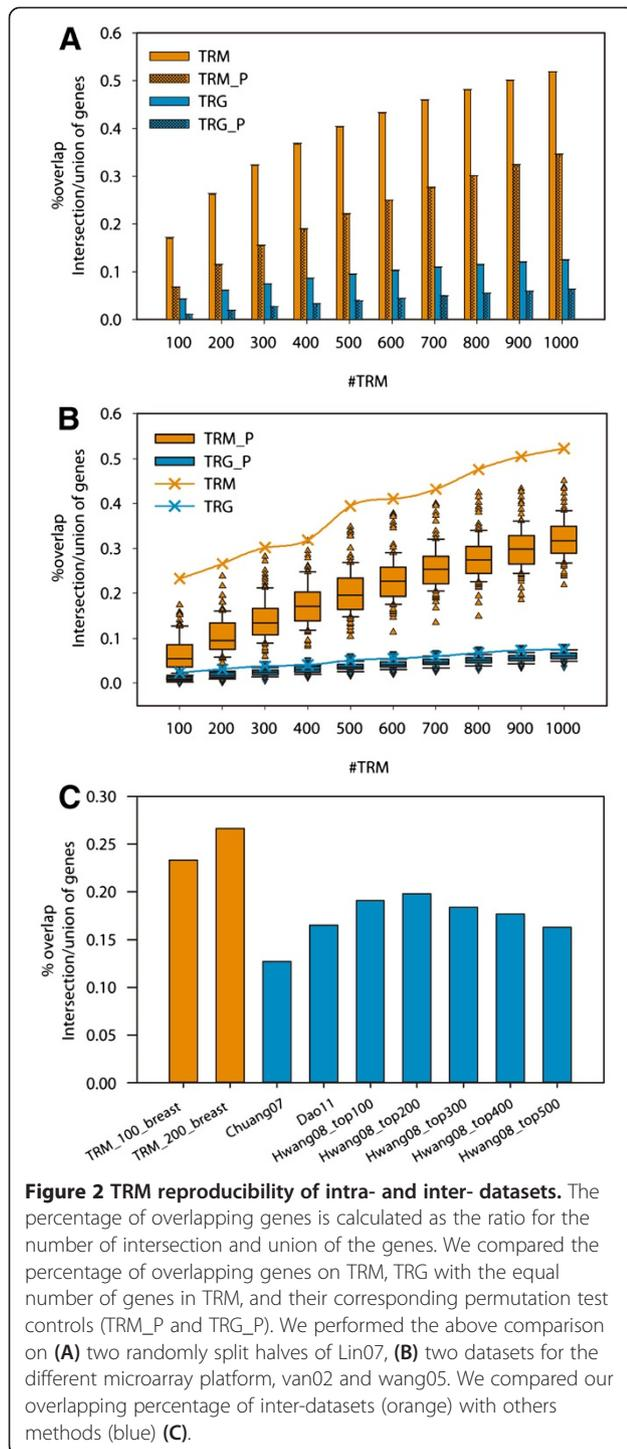 A
0.6
0.5
0.4
0.3
0.2
0.1
0.0
%overlap
Intersection/union of genes
TRM
TRM_P
TRG
TRG_P
100 200 300 400 500 600 700 800 900 1000
#TRM
B
0.6
0.5
0.4
0.3
0.2
0.1
0.0
%overlap
Intersection/union of genes
TRM_P
TRG_P
TRM
TRG
100 200 300 400 500 600 700 800 900 1000
#TRM
C
0.30
0.25
0.20
0.15
0.10
0.05
0.00
% overlap
Intersection/union of genes
TRM_100_breast
TRM_200_breast
Chuang07
Dao11
Hwang08_top100
Hwang08_top200
Hwang08_top300
Hwang08_top400
Hwang08_top500
Figure 2 TRM reproducibility of intra- and inter- datasets. The
percentage of overlapping genes is calculated as the ratio for the
number of intersection and union of the genes. We compared the
percentage of overlapping genes on TRM, TRG with the equal
number of genes in TRM, and their corresponding permutation test
controls (TRM_P and TRG_P). We performed the above comparison
on (A) two randomly split halves of Lin07, (B) two datasets for the
different microarray platform, van02 and wang05. We compared our
overlapping percentage of inter-datasets (orange) with others
methods (blue) (C).